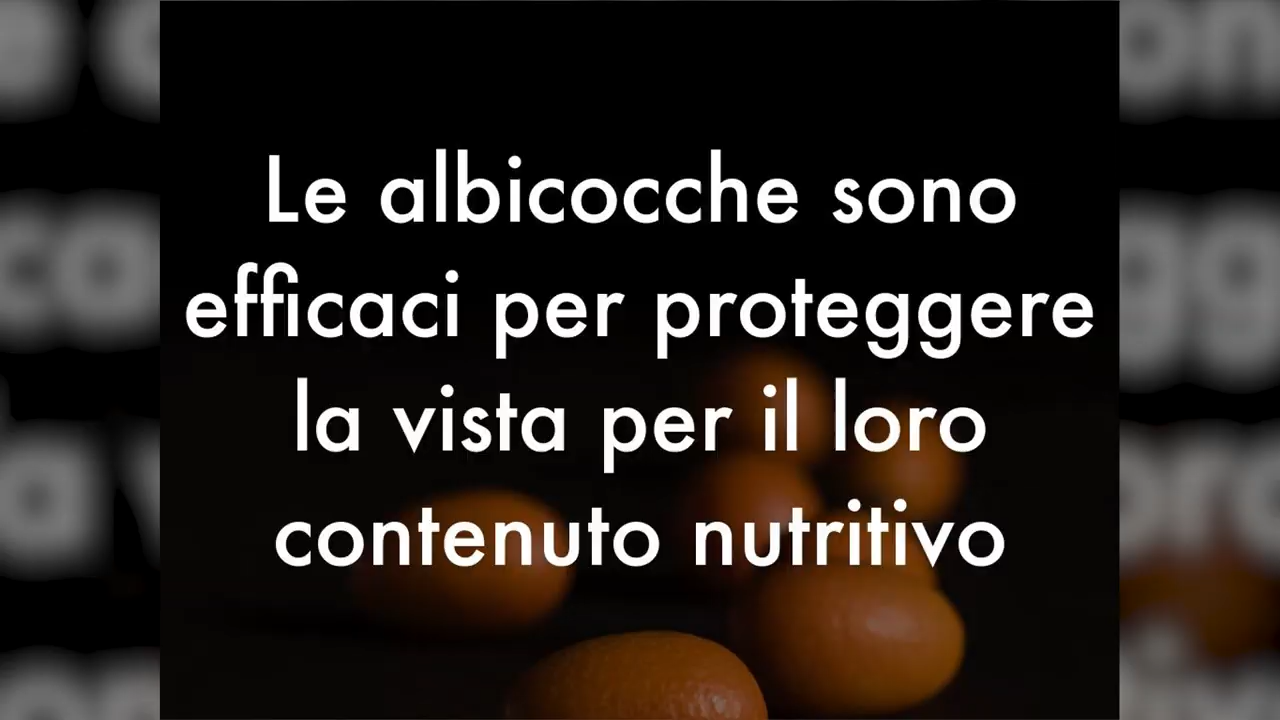 Le albicocche sono
efficaci per proteggere
la vista per il loro
contenuto nutritivo